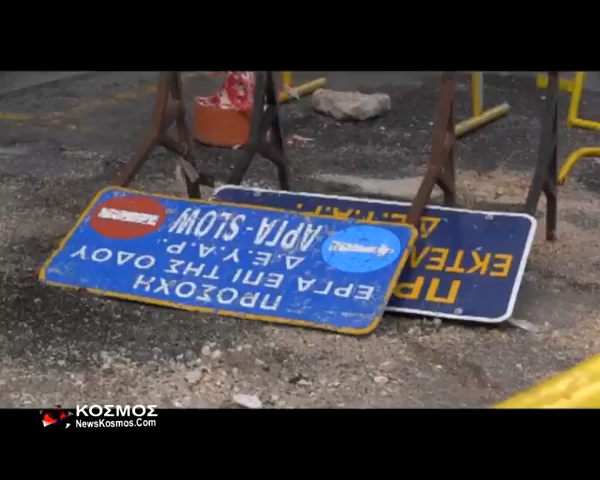 ΠΡΟΣΟΧΗ
ΕΡΓΑ ΕΠΙ ΤΗΣ ΟΔΟΥ
Δ.Ε.Υ.Α.Ρ.
ΑΡΓΑ-SLOW
ΕΚΤΕΛ
ΚΟΣΜΟΣ
NewsKosmos.Com